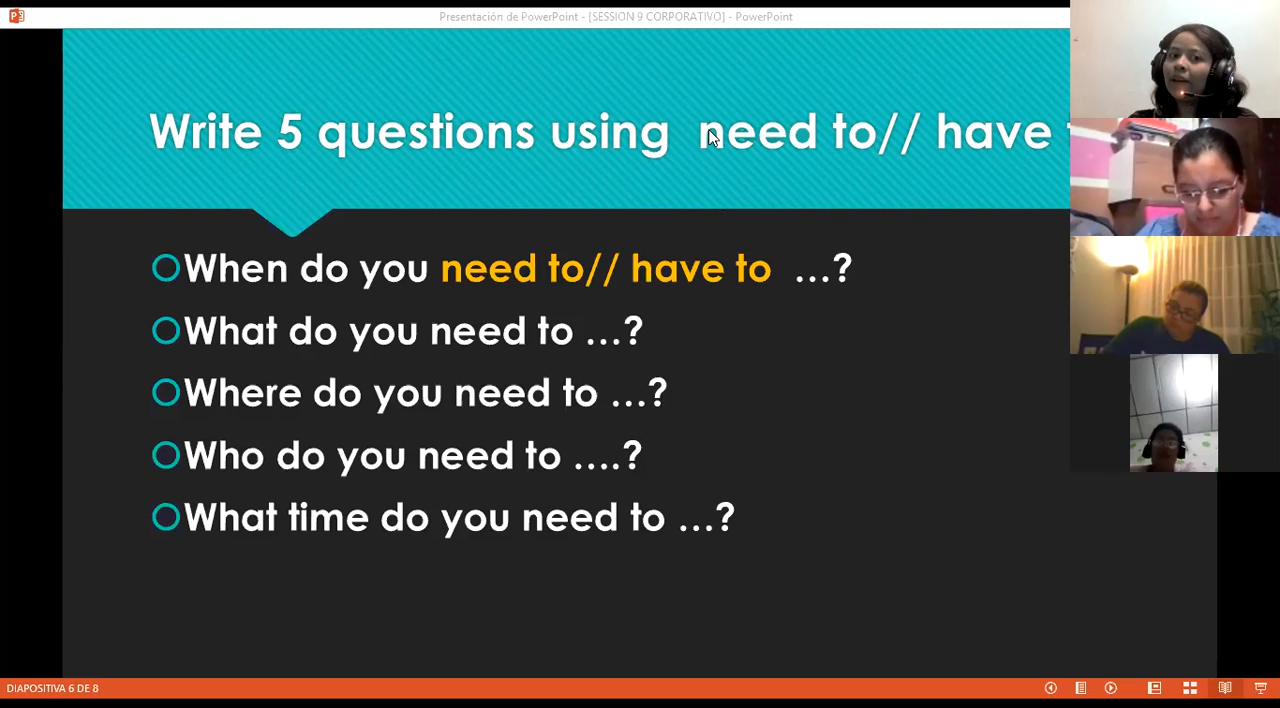 Presentación de PowerPoint - [SESSION 9 CORPORATIVO] - PowerPoint
Write 5 questions using need to// have
When do you need to// have to …?
What do you need to …?
Where do you need to …?
Who do you need to ….?
What time do you need to …?
DIAPOSITIVA 6 DE 8